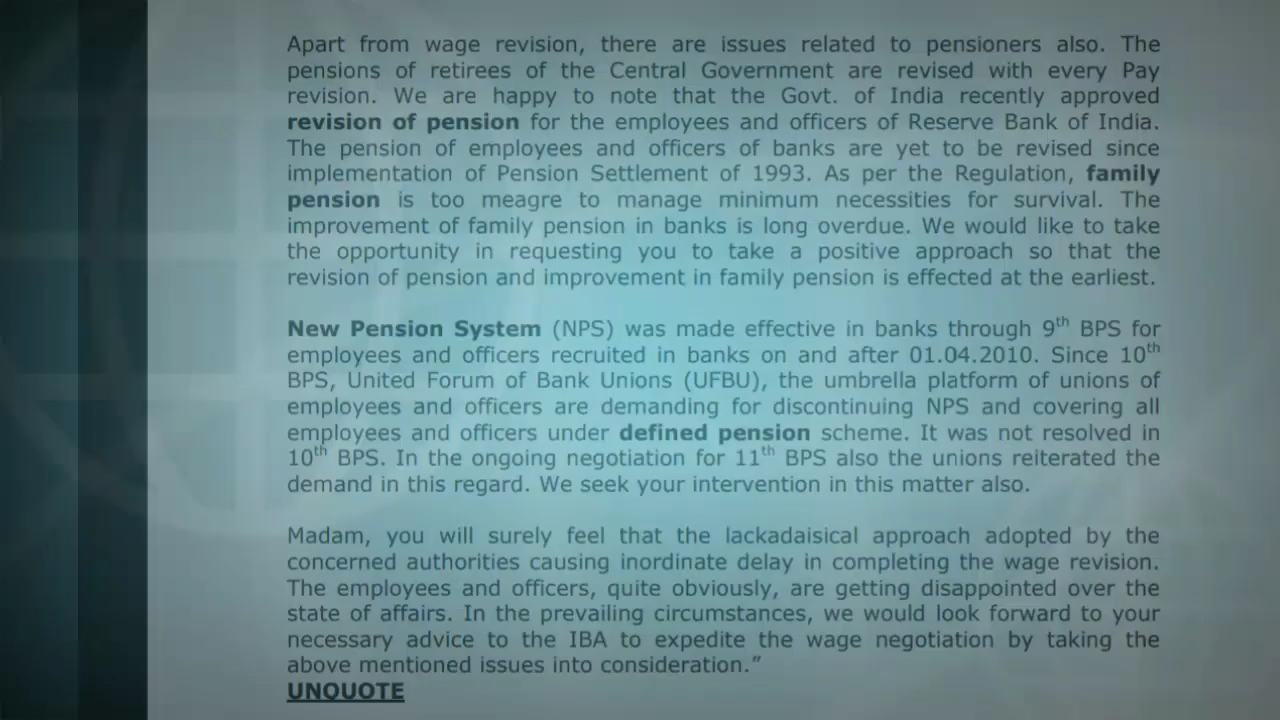 Apart from wage revision, there are issues related to pensioners also. The
pensions of retirees of the Central Government are revised with every Pay
revision. We are happy to note that the Govt. of India recently approved
revision of pension for the employees and officers of Reserve Bank of India.
The pension of employees and officers of banks are yet to be revised since
implementation of Pension Settlement of 1993. As per the Regulation, family
pension is too meagre to manage minimum necessities for survival. The
improvement of family pension in banks is long overdue. We would like to take
the opportunity in requesting you to take a positive approach so that the
revision of pension and improvement in family pension is effected at the earliest.
New Pension System (NPS) was made effective in banks through 9th BPS for
employees and officers recruited in banks on and after 01.04.2010. Since 10th
BPS, United Forum of Bank Unions (UFBU), the umbrella platform of unions of
employees and officers are demanding for discontinuing NPS and covering all
employees and officers under defined pension scheme. It was not resolved in
10th BPS. In the ongoing negotiation for 11th BPS also the unions reiterated the
demand in this regard. We seek your intervention in this matter also.
Madam, you will surely feel that the lackadaisical approach adopted by the
concerned authorities causing inordinate delay in completing the wage revision.
The employees and officers, quite obviously, are getting disappointed over the
state of affairs. In the prevailing circumstances, we would look forward to your
necessary advice to the IBA to expedite the wage negotiation by taking the
above mentioned issues into consideration.”
UNQUOTE